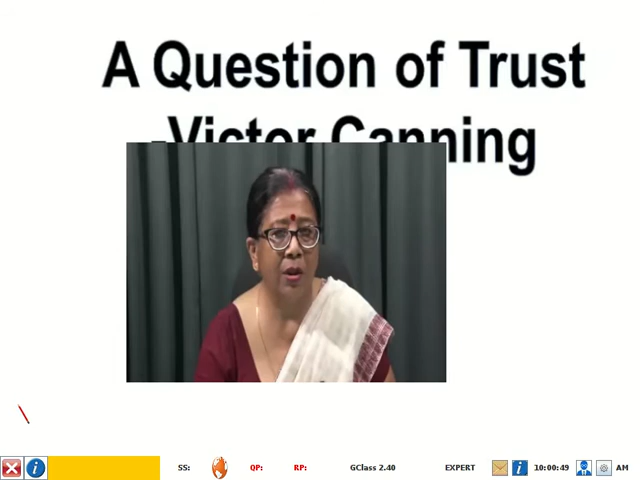 A Question of Trust
-Victor Canning
SS: QP: RP: GClass 2.40 EXPERT 10:00:49 AM